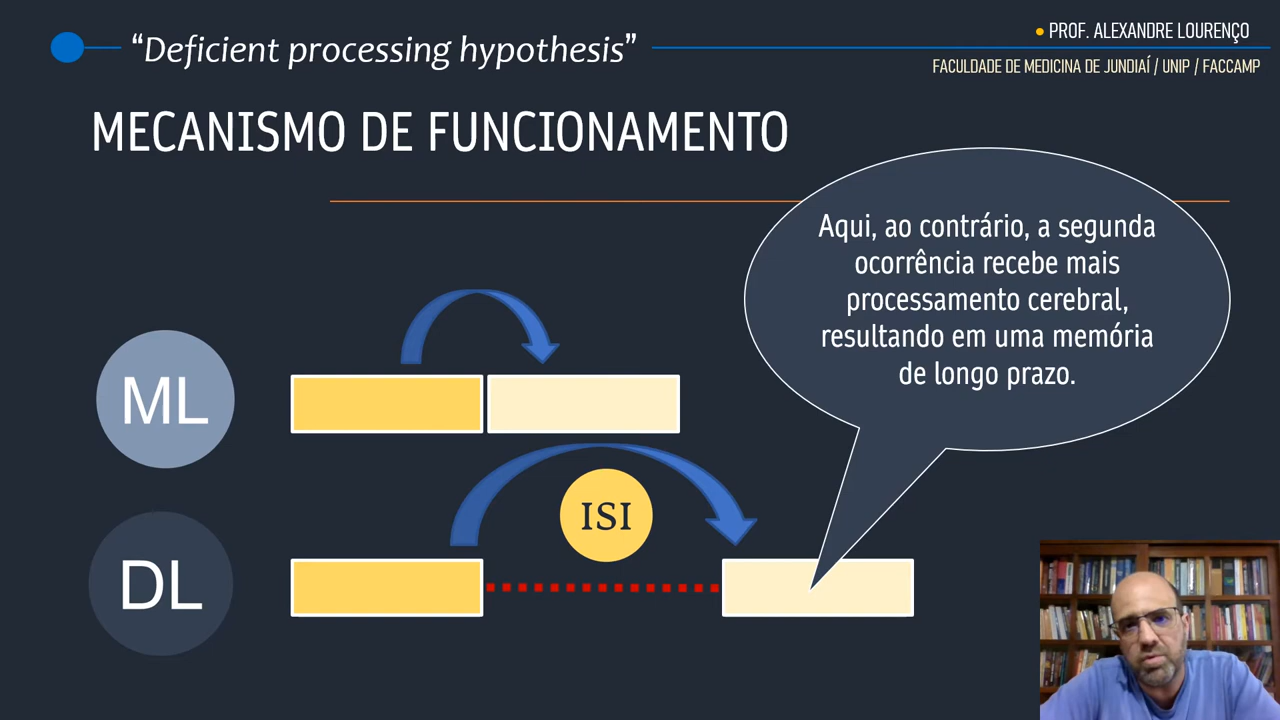 “Deficient processing hypothesis”
• PROF. ALEXANDRE LOURENÇO
FACULDADE DE MEDICINA DE JUNDIAÍ / UNIP / FACCAMP
MECANISMO DE FUNCIONAMENTO
Aqui, ao contrário, a segunda
ocorrência recebe mais
processamento cerebral,
resultando em uma memória
de longo prazo.
ML
ISI
DL